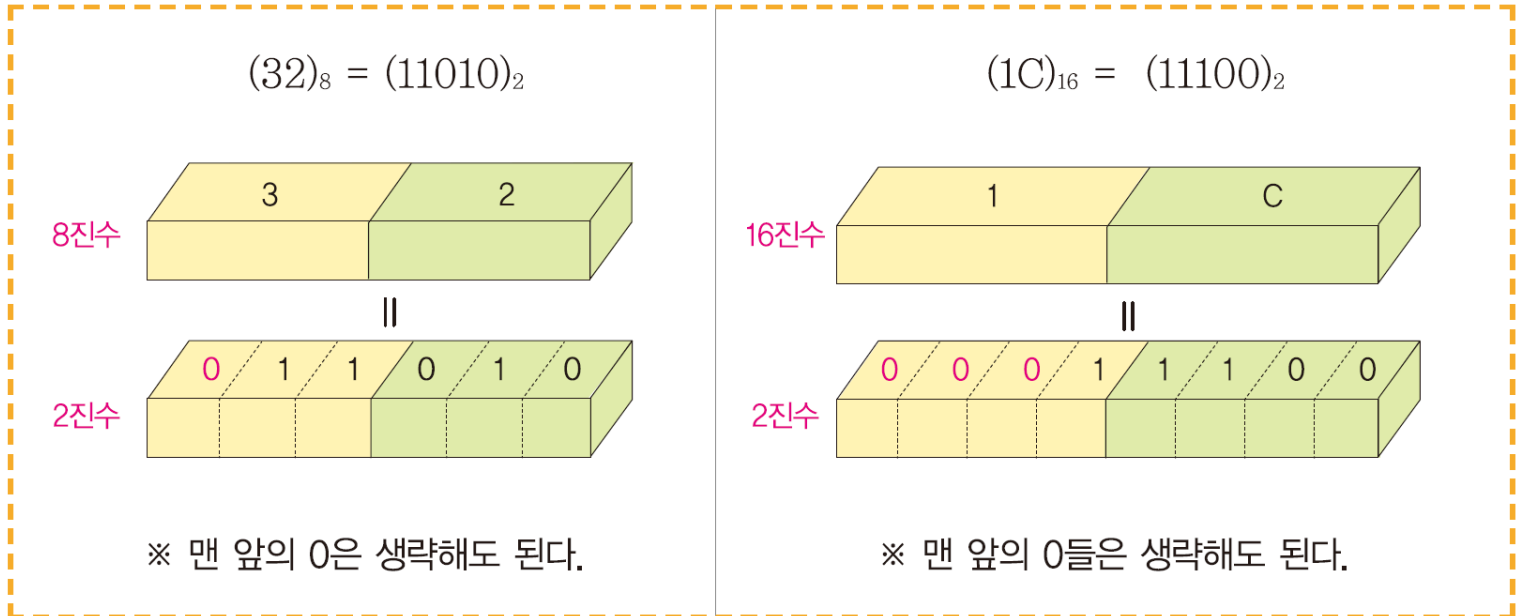 (32)₈ = (11010)₂
3 2
8진수
=
0 1 1 0 1 0
2진수
※ 맨 앞의 0은 생략해도 된다.
(1C)₁₆ = (11100)₂
1 C
16진수
=
0 0 0 1 1 1 0 0
2진수
※ 맨 앞의 0들은 생략해도 된다.